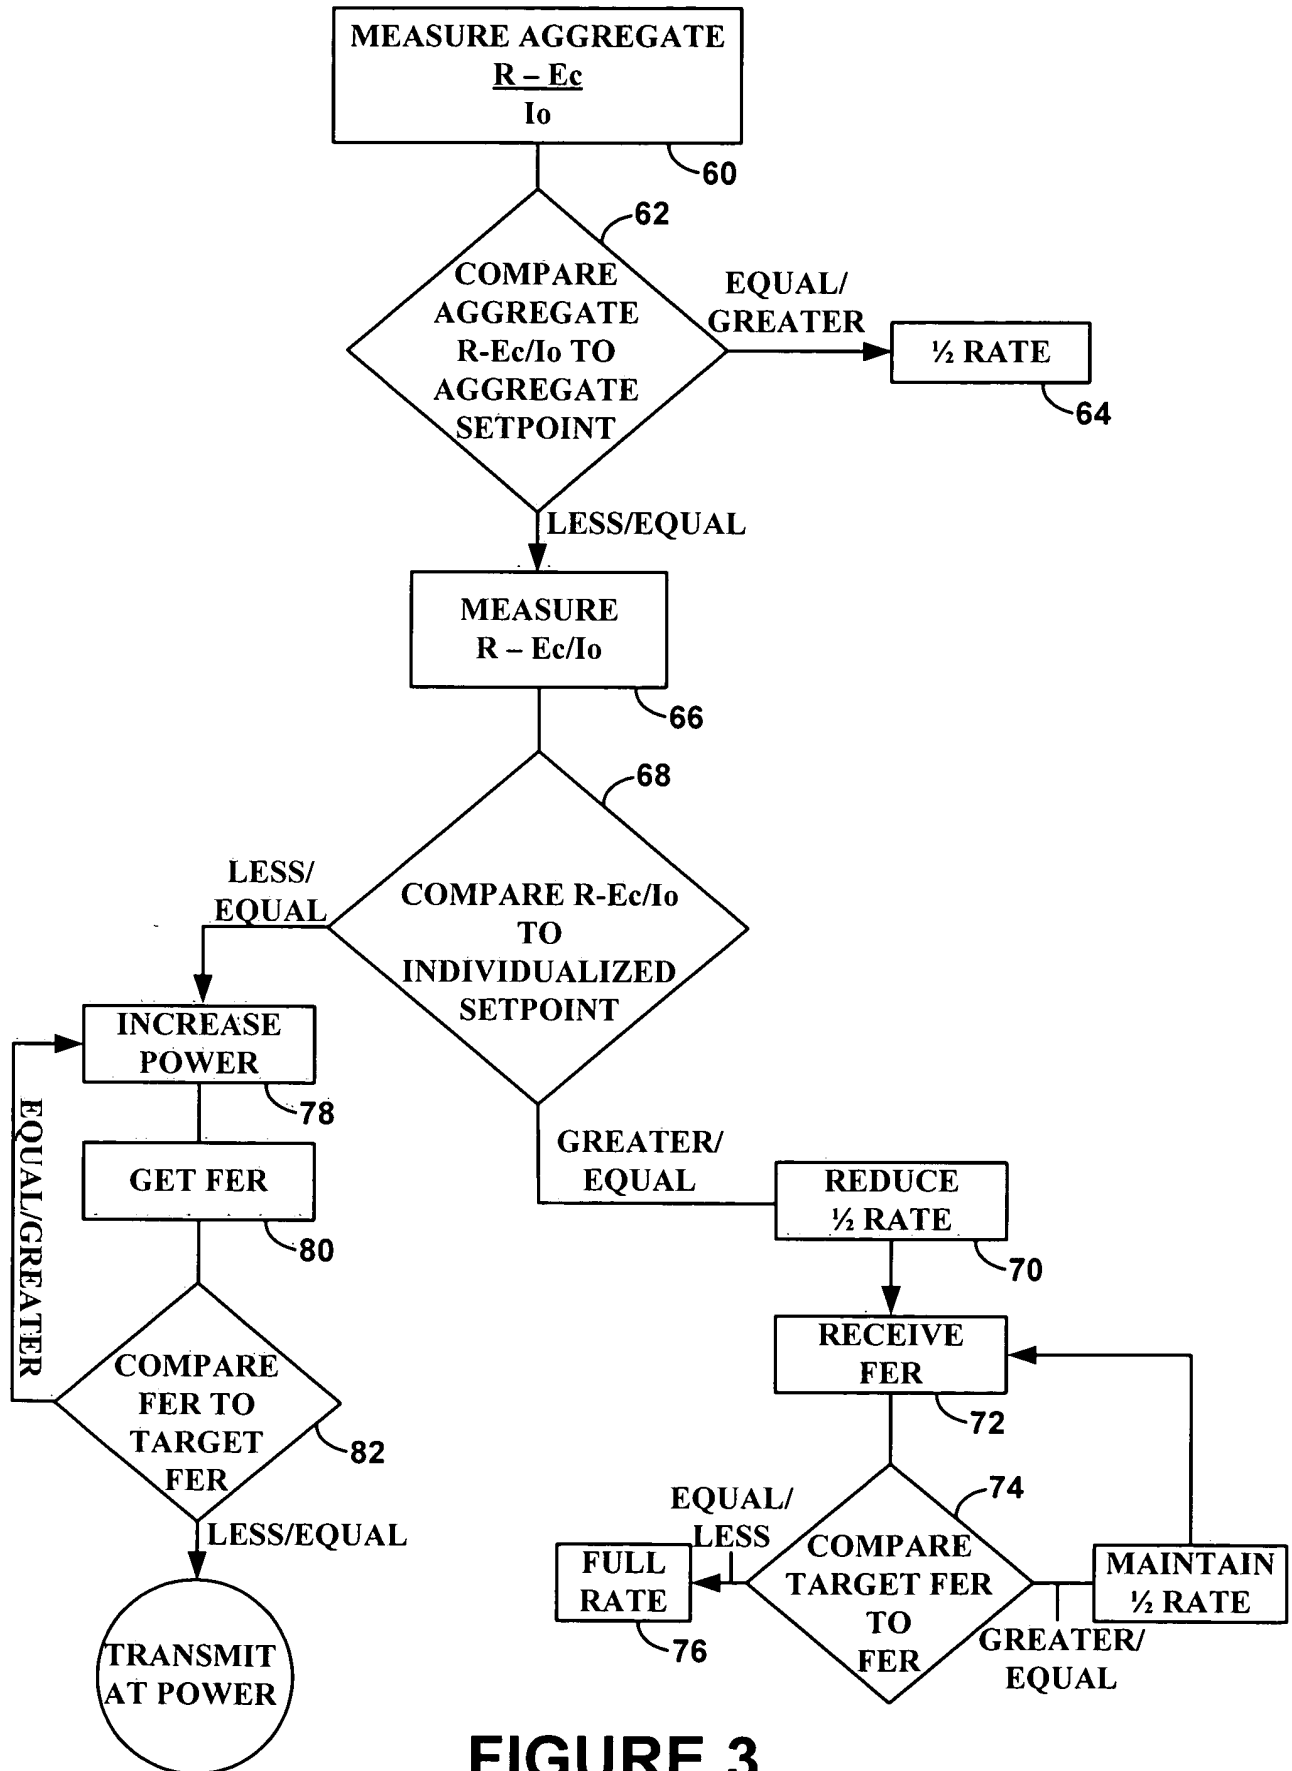 MEASURE AGGREGATE
R – Ec
Io
60
62
COMPARE
AGGREGATE
R-Ec/Io TO
AGGREGATE
SETPOINT
EQUAL/
GREATER
½ RATE
64
LESS/EQUAL
MEASURE
R – Ec/Io
66
68
COMPARE R-Ec/Io
TO
INDIVIDUALIZED
SETPOINT
LESS/
EQUAL
INCREASE
POWER
78
EQUAL/GREATER
GET FER
80
COMPARE
FER TO
TARGET
FER
82
LESS/EQUAL
TRANSMIT
AT POWER
GREATER/
EQUAL
REDUCE
½ RATE
70
RECEIVE
FER
72
74
COMPARE
TARGET FER
TO
FER
EQUAL/
LESS
FULL
RATE
76
GREATER/
EQUAL
MAINTAIN
½ RATE
FIGURE 3